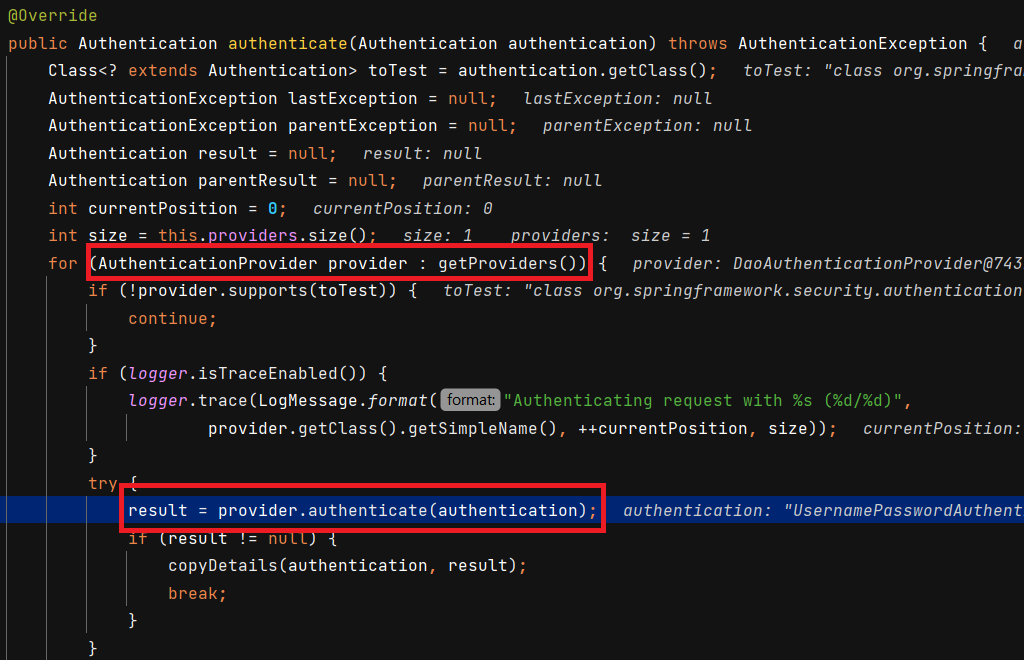 @Override
public Authentication authenticate(Authentication authentication) throws AuthenticationException {   a
Class<? extends Authentication> toTest = authentication.getClass();   toTest: "class org.springfra
AuthenticationException lastException = null;   lastException: null
AuthenticationException parentException = null;   parentException: null
Authentication result = null;   result: null
Authentication parentResult = null;   parentResult: null
int currentPosition = 0;   currentPosition: 0
int size = this.providers.size();   size: 1    providers:  size = 1
for (AuthenticationProvider provider : getProviders()) {   provider: DaoAuthenticationProvider@743
if (!provider.supports(toTest)) {   toTest: "class org.springframework.security.authentication
continue;
}
if (logger.isTraceEnabled()) {
logger.trace(LogMessage.format( format: "Authenticating request with %s (%d/%d)",
provider.getClass().getSimpleName(), ++currentPosition, size));   currentPosition:
}
try {
result = provider.authenticate(authentication);   authentication: "UsernamePasswordAuthent
if (result != null) {
copyDetails(authentication, result);
break;
}
}